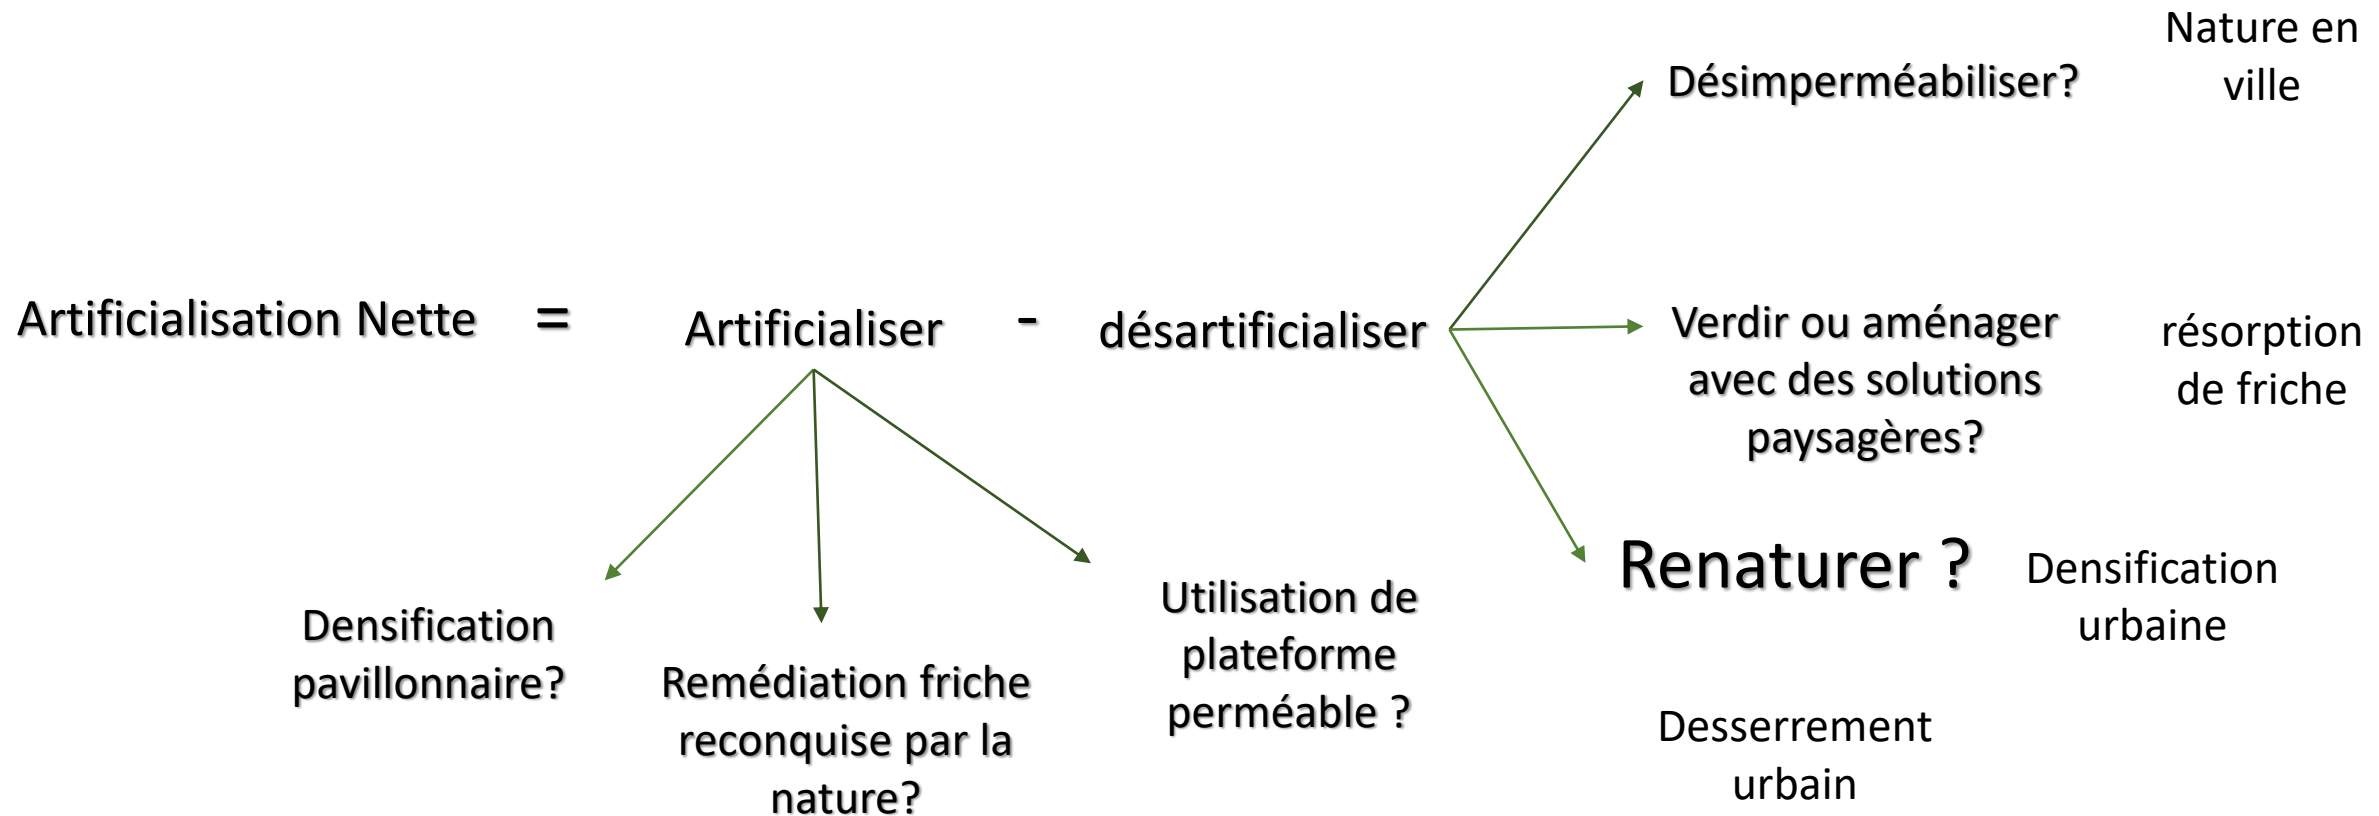 Nature en
ville
Désimperméabiliser?
Artificialisation Nette = Artificialiser - désartificialiser
Verdir ou aménager
avec des solutions
paysagères?
résorption
de friche
Renaturer ?
Densification
urbaine
Densification
pavillonnaire?
Remédiation friche
reconquise par la
nature?
Utilisation de
plateforme
perméable ?
Desserrement
urbain